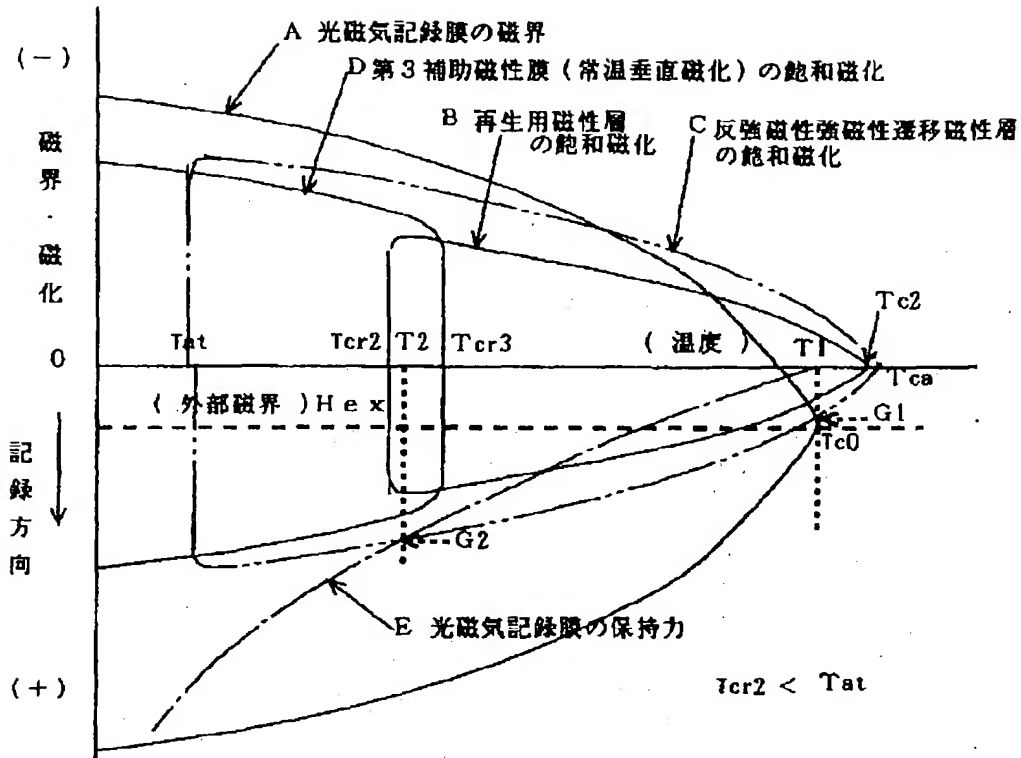 A 光磁気記録膜の磁界
(－)
D第3補助磁性膜（常温垂直磁化）の飽和磁化
B 再生用磁性層
の飽和磁化
C 反強磁性強磁性遷移磁性層
の飽和磁化
磁界・磁化
Tc2
Tat
Tcr2
T2
Tcr3
(温度)
T1
0
Tca
(外部磁界)Hex
G1
Tc0
記録方向
G2
E 光磁気記録膜の保持力
(+)
Tcr2 < Tat